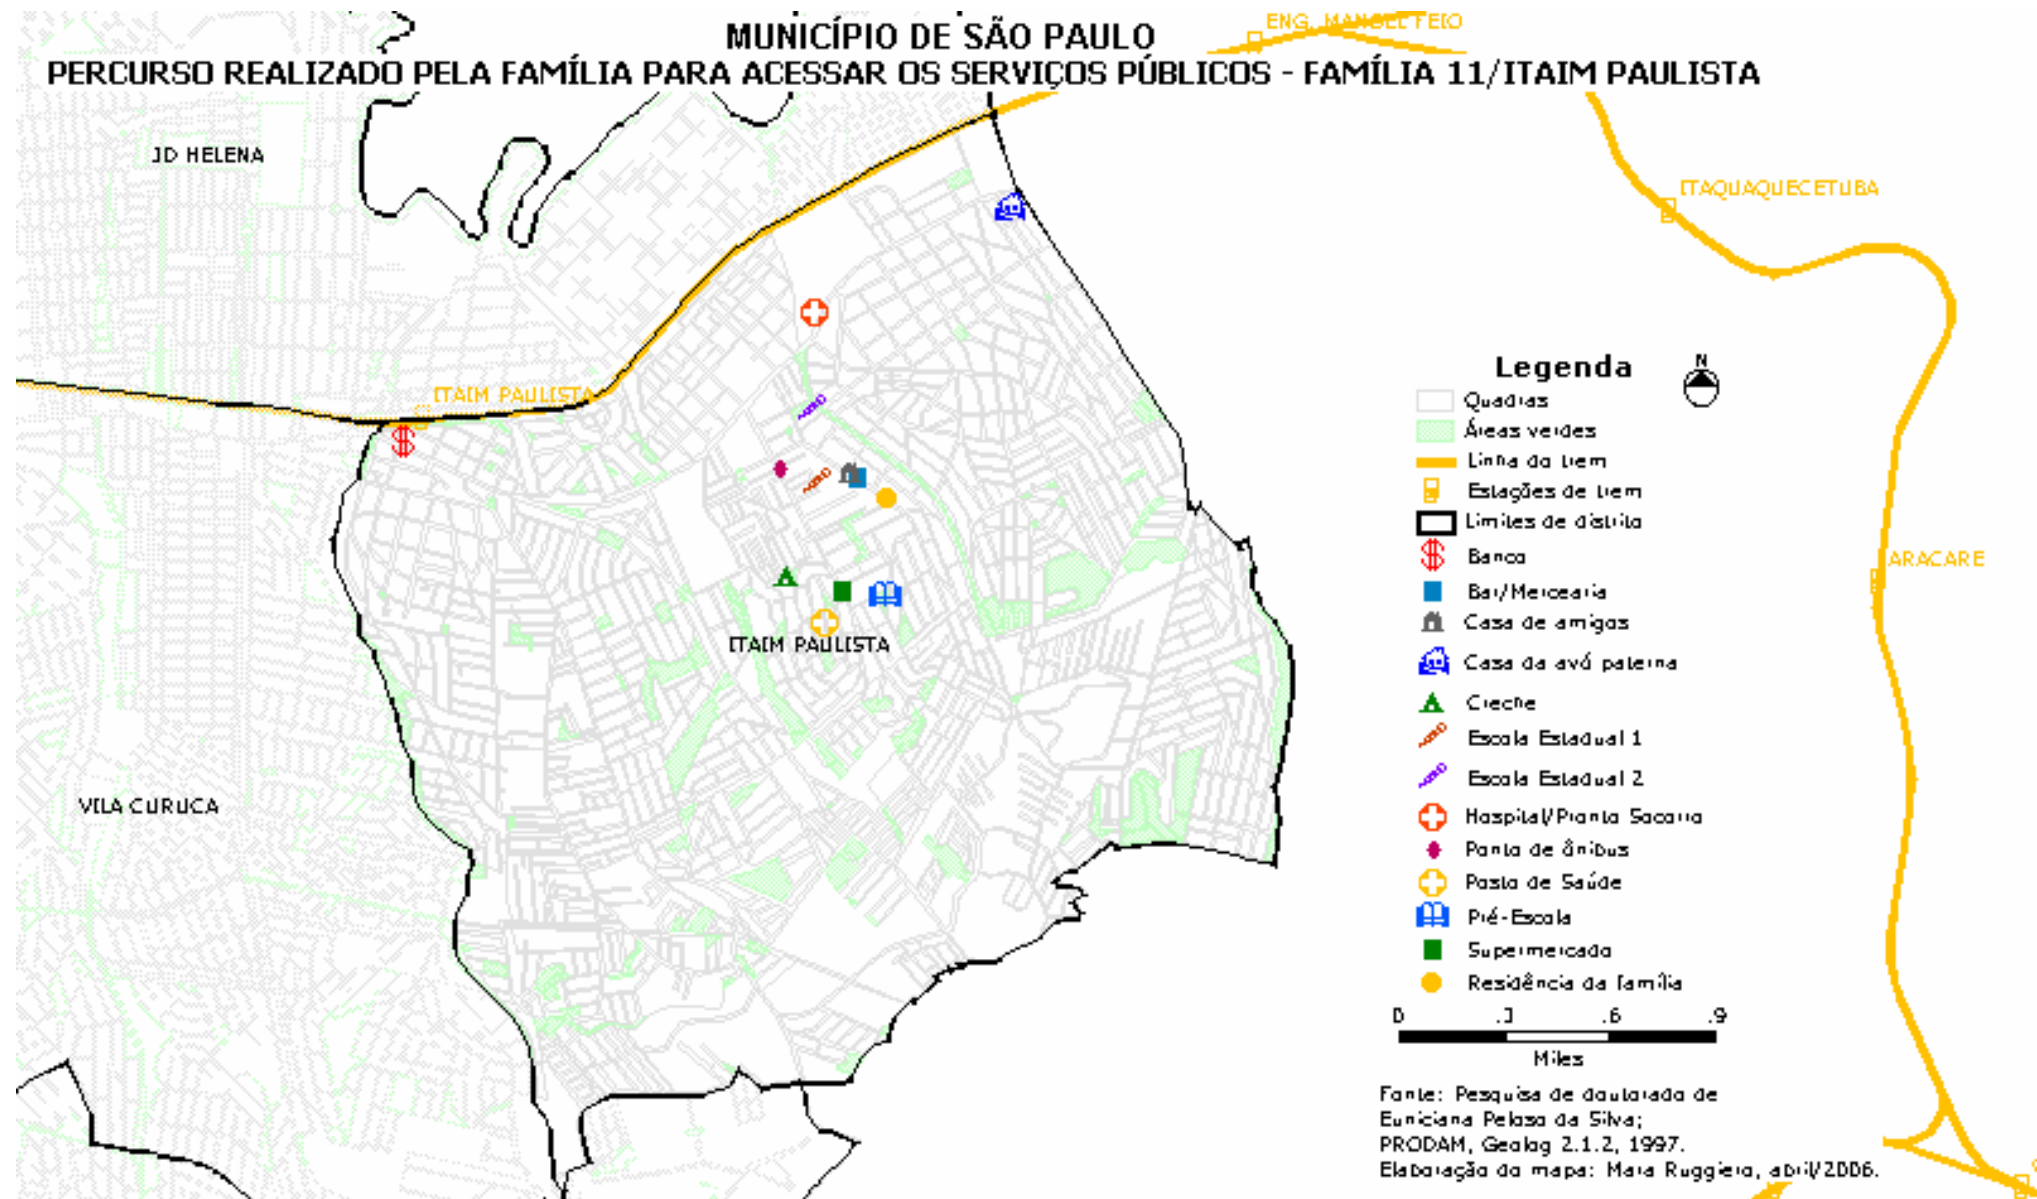 MUNICÍPIO DE SÃO PAULO
PERCURSO REALIZADO PELA FAMÍLIA PARA ACESSAR OS SERVIÇOS PÚBLICOS - FAMÍLIA 11/ITAIM PAULISTA
ENG. MANOEL FEIO
JD HELENA
ITAQUAQUECETUBA
ITAIM PAULISTA
ARACARE
ITAIM PAULISTA
VILA CURUCA
Legenda
N
Quadras
Áreas verdes
Linha do trem
Estações de trem
Limites de distrito
Banco
Bar/Mercearia
Casa de amigos
Casa da avó paterna
Creche
Escola Estadual 1
Escola Estadual 2
Hospital/Pronto Socorro
Ponto de ônibus
Posto de Saúde
Pré-Escola
Supermercado
Residência da família
0 .3 .6 .9
Miles
Fonte: Pesquisa de doutorado de
Euniciana Peloso da Silva;
PRODAM, Geolog 2.1.2, 1997.
Elaboração do mapa: Mara Ruggiero, abril/2006.